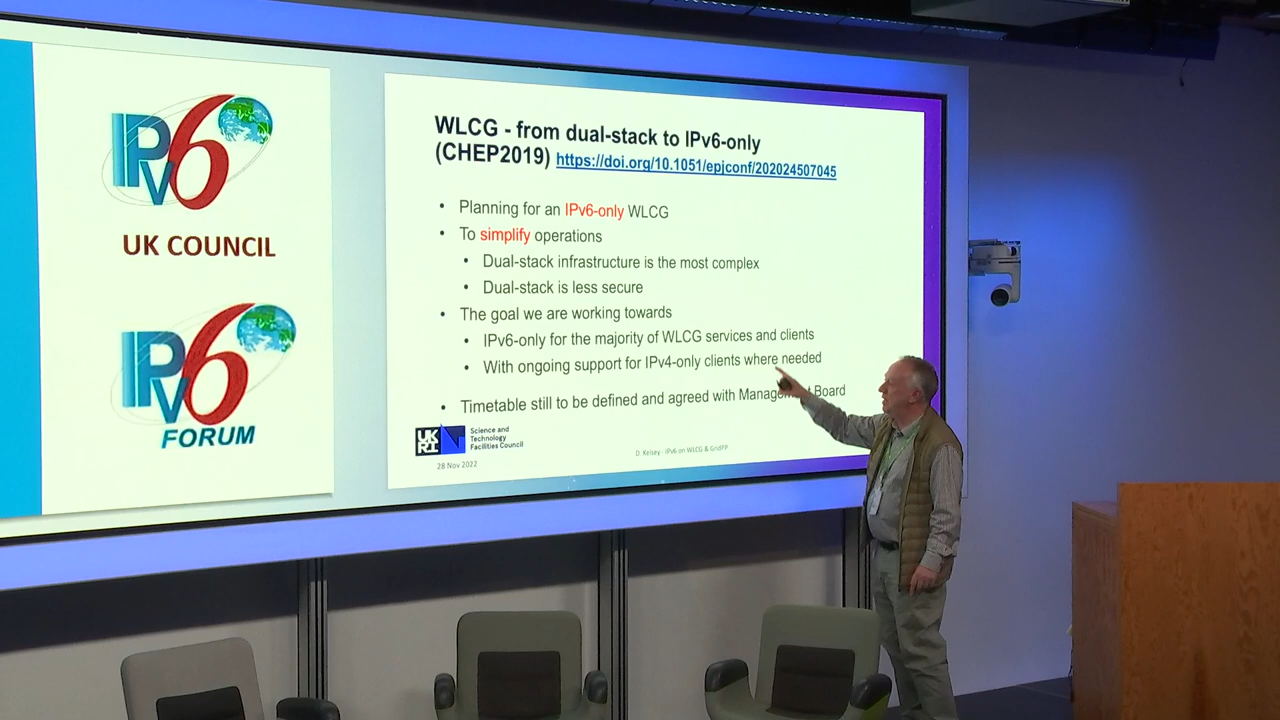 IPV6
UK COUNCIL
IPV6
FORUM
WLCG - from dual-stack to IPv6-only
(CHEP2019) https://doi.org/10.1051/epjconf/202024507045
• Planning for an IPv6-only WLCG
• To simplify operations
• Dual-stack infrastructure is the most complex
• Dual-stack is less secure
• The goal we are working towards
• IPv6-only for the majority of WLCG services and clients
• With ongoing support for IPv4-only clients where needed
• Timetable still to be defined and agreed with Management Board
UKRI
Science and
Technology
Facilities Council
28 Nov 2022
D. Kelsey - IPv6 on WLCG & GridPP